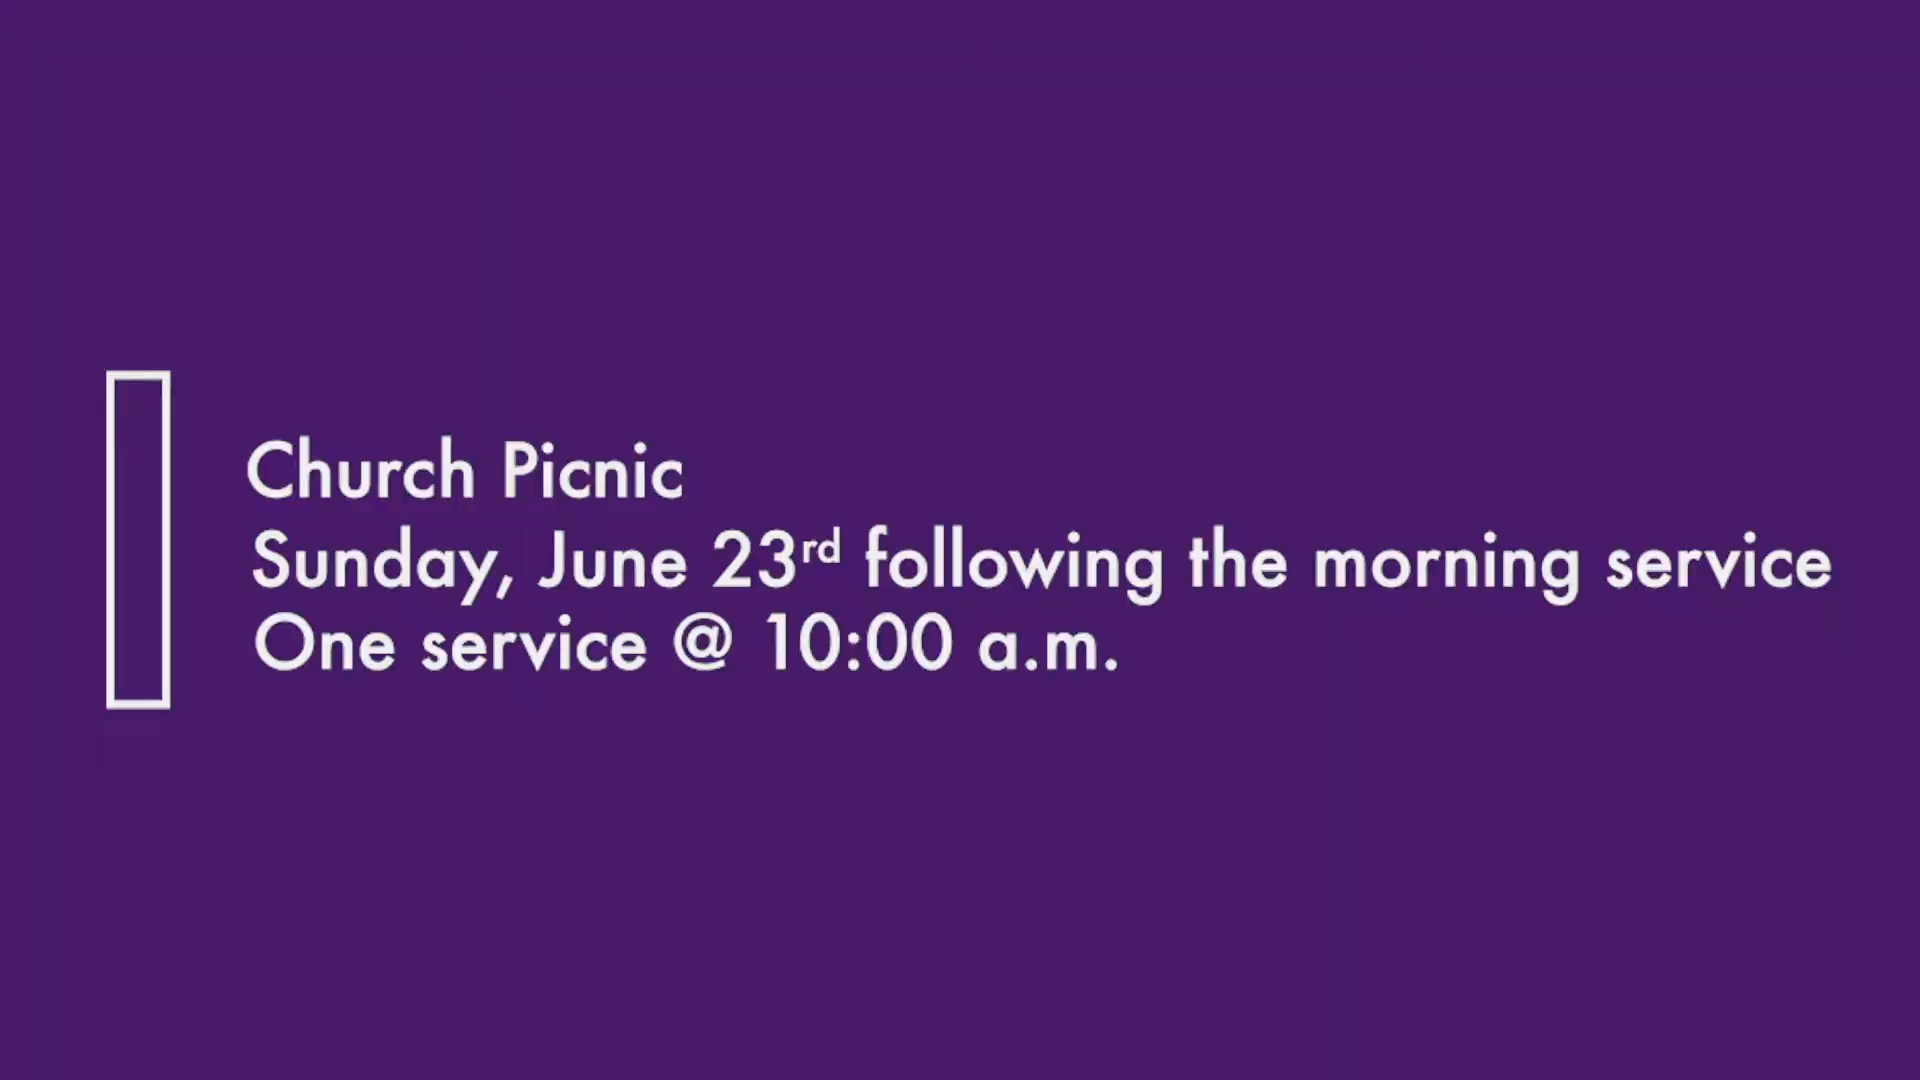 Church Picnic
Sunday, June 23rd following the morning service
One service @ 10:00 a.m.